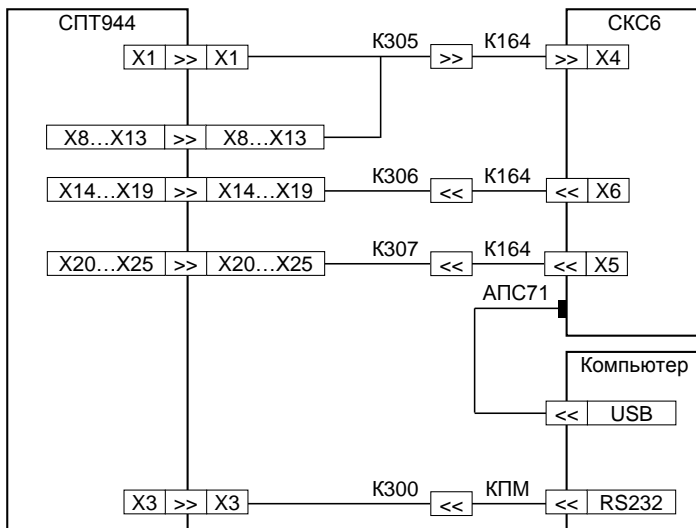 СПТ944 СКС6
К305 К164
X1 >> X1 >> >> X4
X8...X13 >> X8...X13
К306 К164
X14...X19 >> X14...X19 << << X6
К307 К164
X20...X25 >> X20...X25 << << X5
АПС71
Компьютер
<< USB
К300 КПМ
X3 >> X3 << << RS232